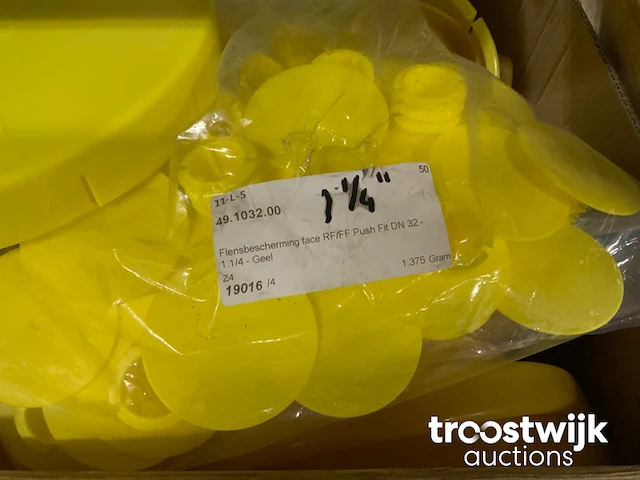 11-L-5
50
49.1032.00
1 1/4"
Flensbescherming face RF/FF Push Fit DN 32 -
1.1/4 - Geel
Z4
1,375 Gram
19016 /4
troostwijk
auctions